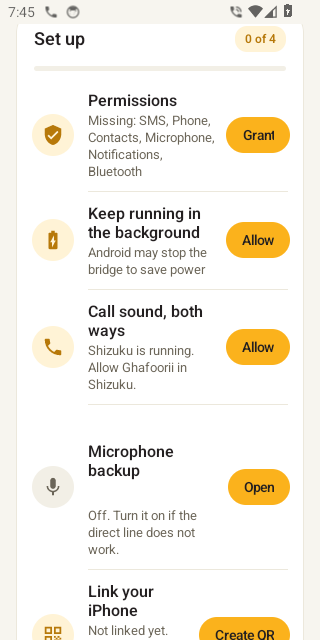 7:45
Set up
0 of 4
Permissions
Missing: SMS, Phone,
Contacts, Microphone,
Notifications,
Bluetooth
Grant
Keep running in
the background
Android may stop the
bridge to save power
Allow
Call sound, both
ways
Shizuku is running.
Allow Ghafoorii in
Shizuku.
Allow
Microphone
backup
Off. Turn it on if the
direct line does not
work.
Open
Link your
iPhone
Not linked yet.
Create QR